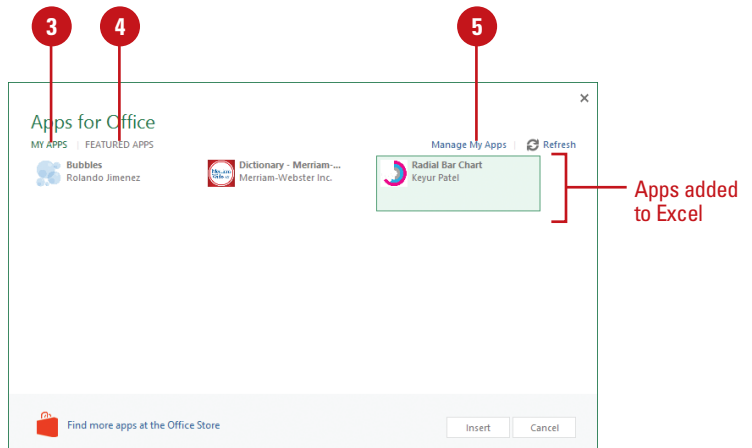 3
4
5
Apps for Office
MY APPS | FEATURED APPS
Manage My Apps | Refresh
Bubbles
Rolando Jimenez
Dictionary - Merriam-...
Merriam-Webster Inc.
Radial Bar Chart
Keyur Patel
Apps added
to Excel
Find more apps at the Office Store
Insert
Cancel